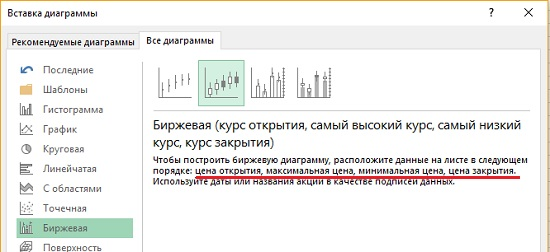 Вставка диаграммы
? ×
Рекомендуемые диаграммы
Все диаграммы
Последние
Шаблоны
Гистограмма
График
Круговая
Линейчатая
С областями
Точечная
Биржевая
Поверхность
Биржевая (курс открытия, самый высокий курс, самый низкий
курс, курс закрытия)
Чтобы построить биржевую диаграмму, расположите данные на листе в следующем
порядке: цена открытия, максимальная цена, минимальная цена, цена закрытия.
Используйте даты или названия акций в качестве подписей данных.